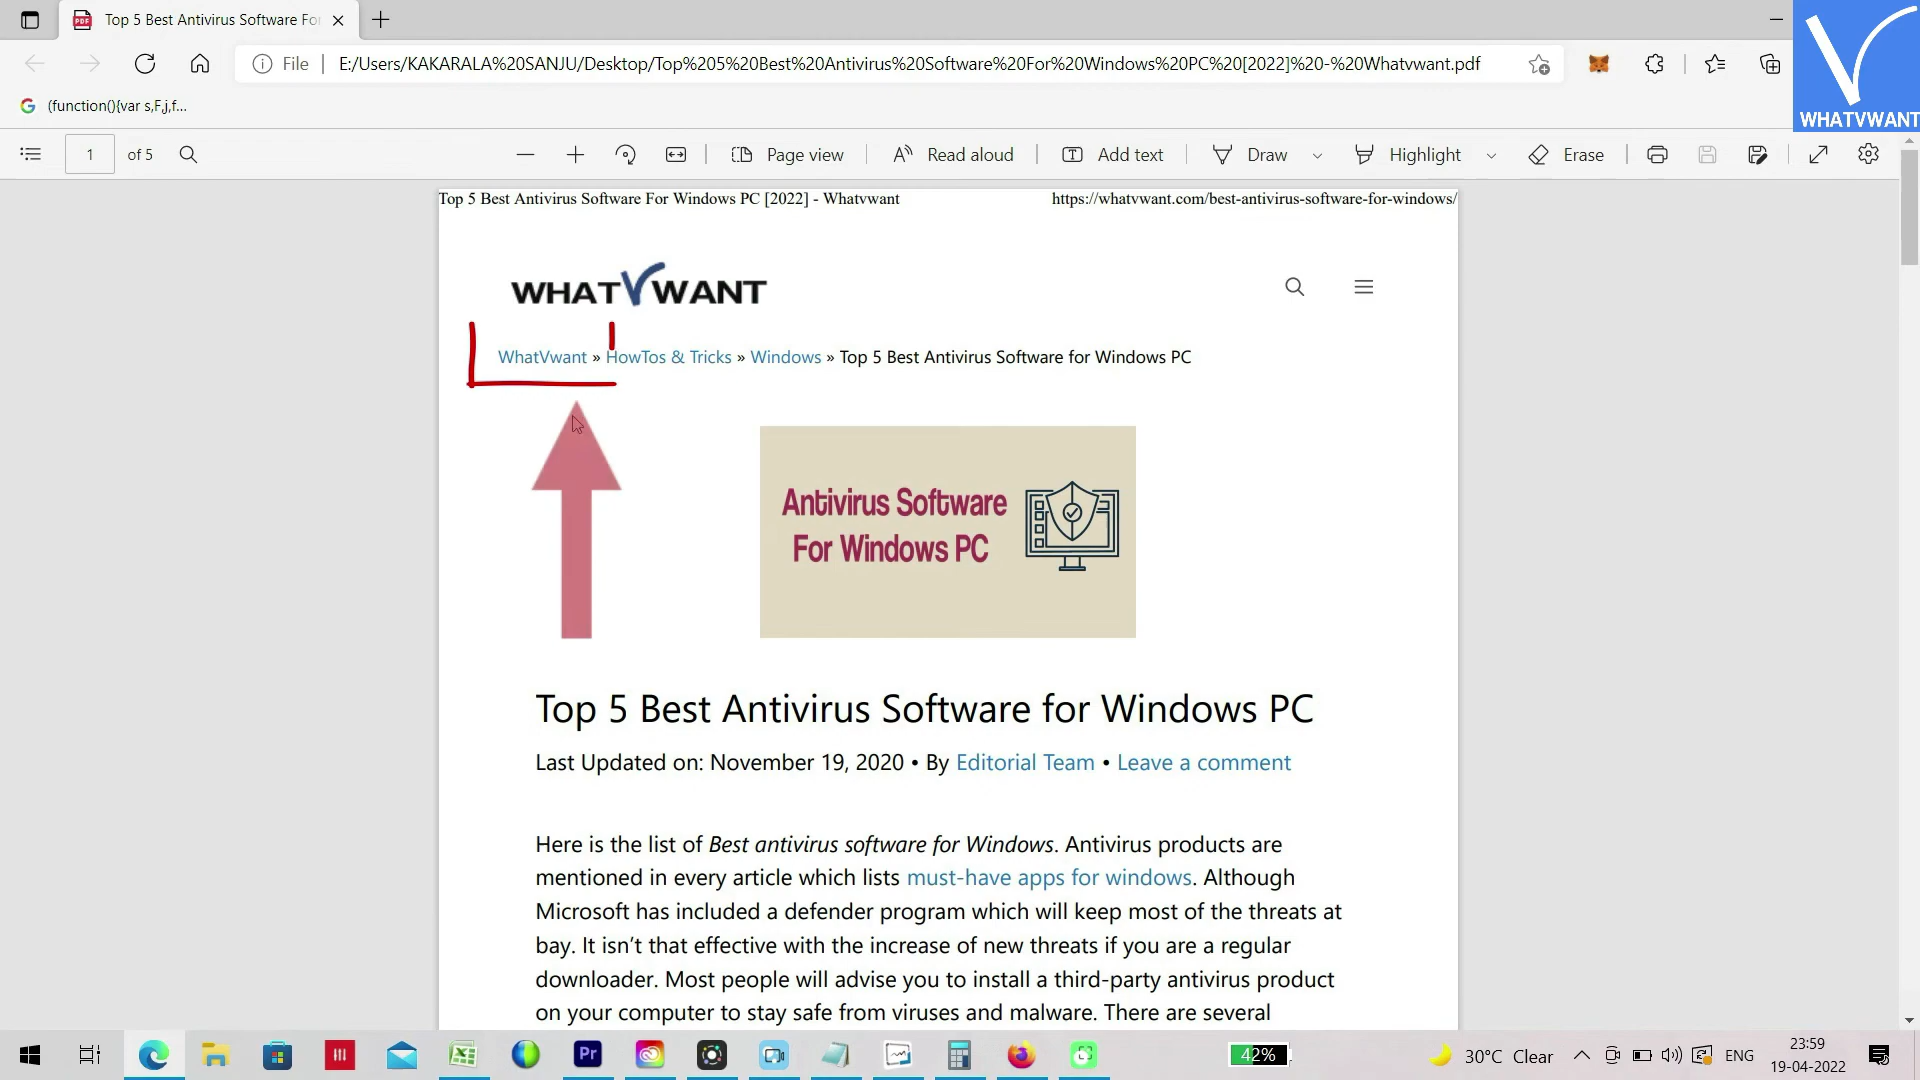 Top 5 Best Antivirus Software Fo
File
E:/Users/KAKARALA%20SANJU/Desktop/Top%205%20Best%20Antivirus%20Software%20For%20Windows%20PC%20[2022]%20-%20Whatvwant.pdf
(function(){var s,F,j,f...
WHATVWANT
1 of 5
Page view
Read aloud
Add text
Draw
Highlight
Erase
Top 5 Best Antivirus Software For Windows PC [2022] - Whatvwant
https://whatvwant.com/best-antivirus-software-for-windows/
WHATVWANT
WhatVwant » HowTos & Tricks » Windows » Top 5 Best Antivirus Software for Windows PC
Antivirus Software
For Windows PC
Top 5 Best Antivirus Software for Windows PC
Last Updated on: November 19, 2020 • By Editorial Team • Leave a comment
Here is the list of Best antivirus software for Windows. Antivirus products are
mentioned in every article which lists must-have apps for windows. Although
Microsoft has included a defender program which will keep most of the threats at
bay. It isn’t that effective with the increase of new threats if you are a regular
downloader. Most people will advise you to install a third-party antivirus product
on your computer to stay safe from viruses and malware. There are several
Pr
42%
30°C Clear
ENG
23:59
19-04-2022